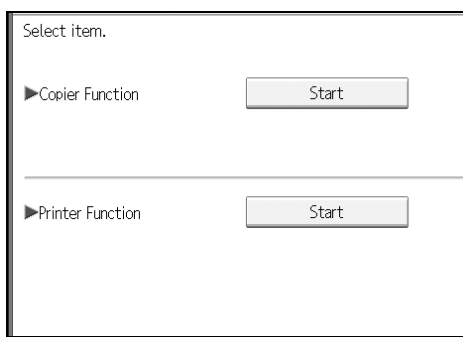 Select item.
▶Copier Function Start
▶Printer Function Start